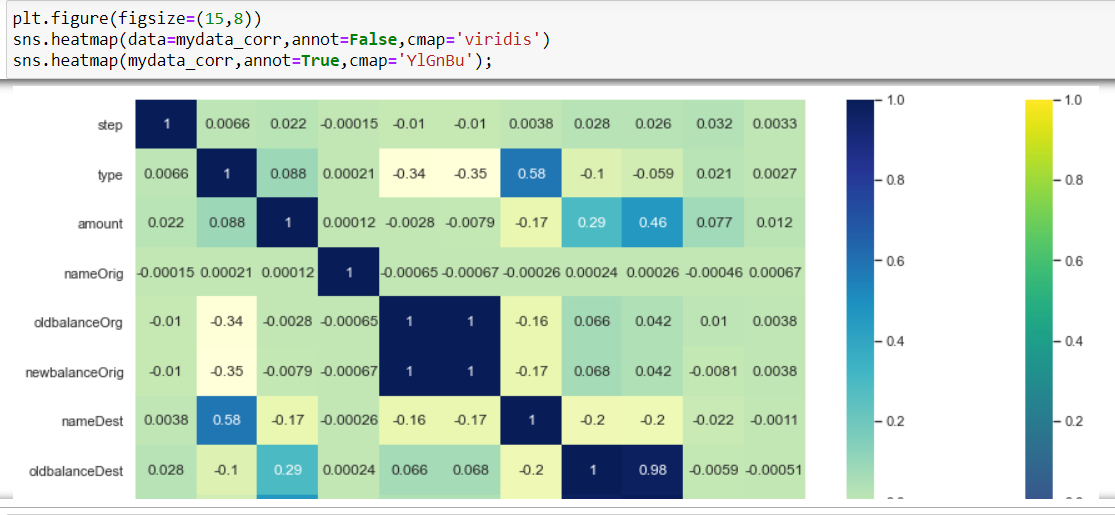 plt.figure(figsize=(15,8))
sns.heatmap(data=mydata_corr,annot=False,cmap='viridis')
sns.heatmap(mydata_corr,annot=True,cmap='YlGnBu');
step 1 0.0066 0.022 -0.00015 -0.01 -0.01 0.0038 0.028 0.026 0.032 0.0033
type 0.0066 1 0.088 0.00021 -0.34 -0.35 0.58 -0.1 -0.059 0.021 0.0027
amount 0.022 0.088 1 0.00012 -0.0028 -0.0079 -0.17 0.29 0.46 0.077 0.012
nameOrig -0.00015 0.00021 0.00012 1 -0.00065 -0.00067 -0.00026 0.00024 0.00026 -0.00046 0.00067
oldbalanceOrg -0.01 -0.34 -0.0028 -0.00065 1 1 -0.16 0.066 0.042 0.01 0.0038
newbalanceOrig -0.01 -0.35 -0.0079 -0.00067 1 1 -0.17 0.068 0.042 -0.0081 0.0038
nameDest 0.0038 0.58 -0.17 -0.00026 -0.16 -0.17 1 -0.2 -0.2 -0.022 -0.0011
oldbalanceDest 0.028 -0.1 0.29 0.00024 0.066 0.068 -0.2 1 0.98 -0.0059 -0.00051
1.0
0.8
0.6
0.4
0.2
1.0
0.8
0.6
0.4
0.2